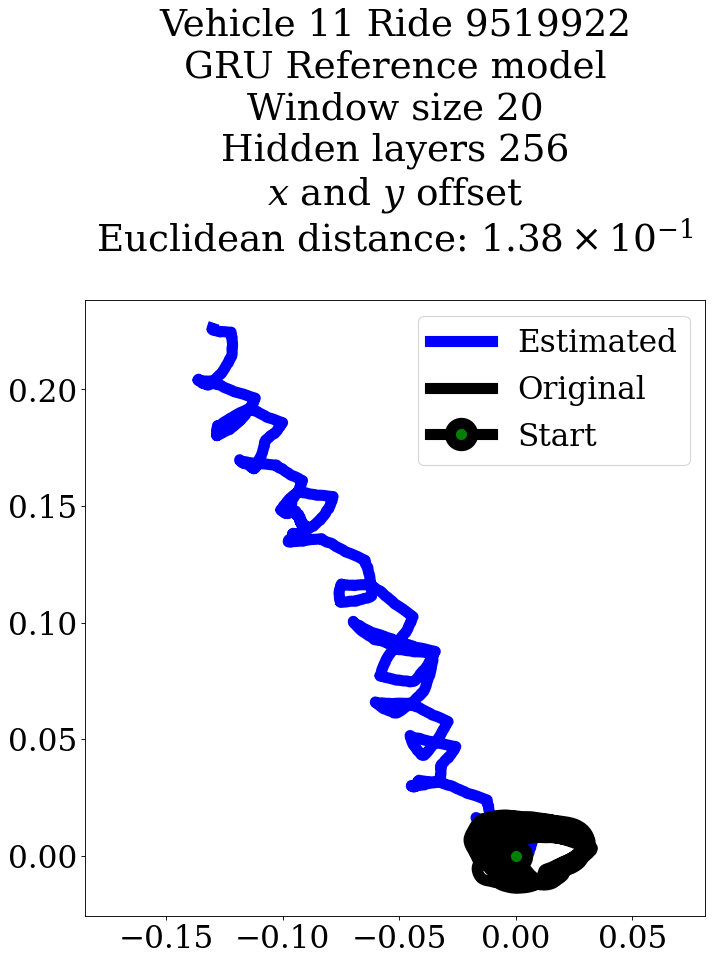 Vehicle 11 Ride 9519922
GRU Reference model
Window size 20
Hidden layers 256
x and y offset
Euclidean distance: 1.38 × 10⁻¹
Estimated
Original
Start
0.20
0.15
0.10
0.05
0.00
−0.15 −0.10 −0.05 0.00 0.05